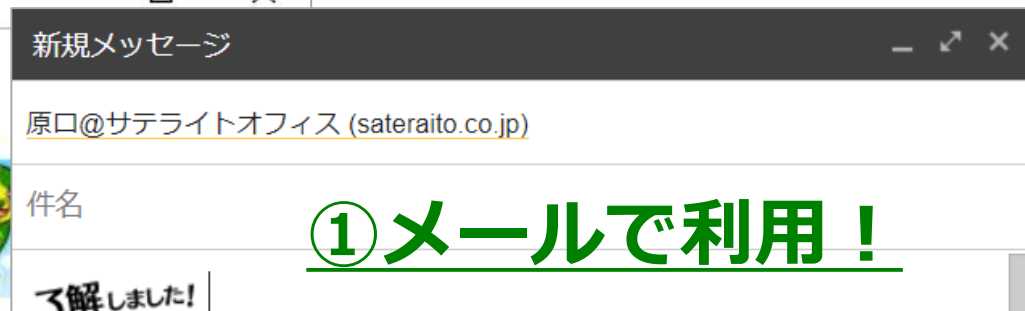 新規メッセージ
原口@サテライトオフィス (sateraito.co.jp)
件名
①メールで利用！
了解しました!